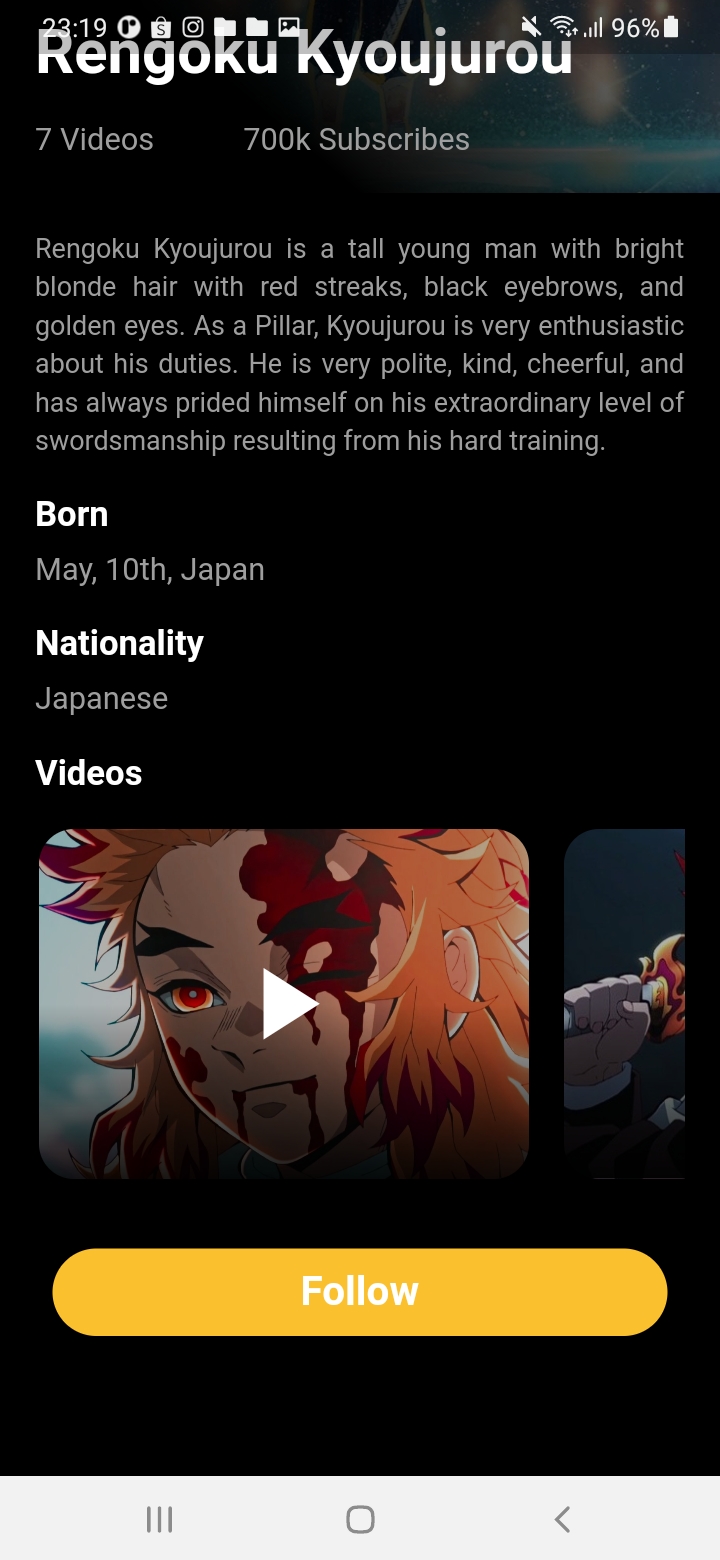 23:19 96%
Rengoku Kyoujurou
7 Videos 700k Subscribes
Rengoku Kyoujurou is a tall young man with bright
blonde hair with red streaks, black eyebrows, and
golden eyes. As a Pillar, Kyoujurou is very enthusiastic
about his duties. He is very polite, kind, cheerful, and
has always prided himself on his extraordinary level of
swordsmanship resulting from his hard training.
Born
May, 10th, Japan
Nationality
Japanese
Videos
Follow